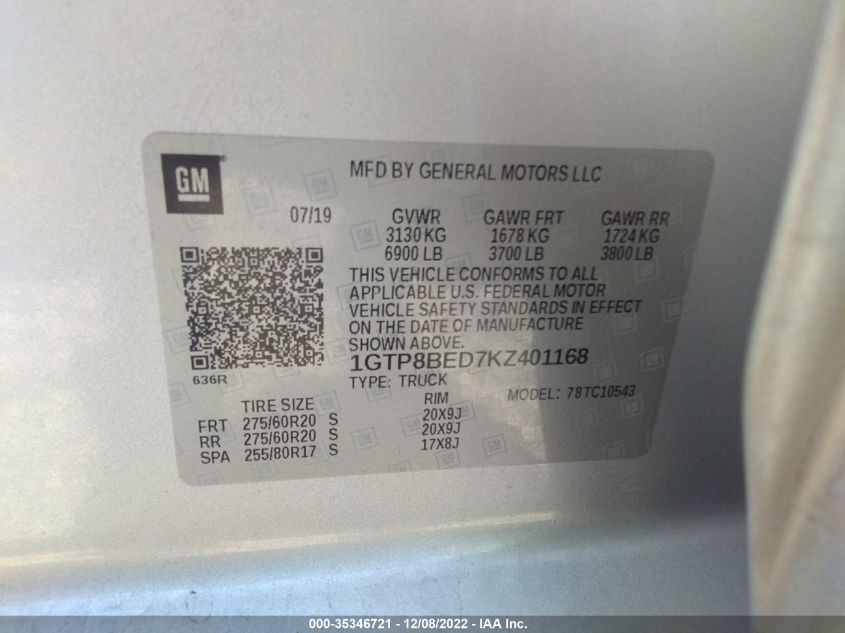 GM
MFD BY GENERAL MOTORS LLC
07/19 GVWR GAWR FRT GAWR RR
3130 KG 1678 KG 1724 KG
6900 LB 3700 LB 3800 LB
THIS VEHICLE CONFORMS TO ALL
APPLICABLE U.S. FEDERAL MOTOR
VEHICLE SAFETY STANDARDS IN EFFECT
ON THE DATE OF MANUFACTURE
SHOWN ABOVE.
1GTP8BED7KZ401168
636R
TYPE: TRUCK
MODEL: 78TC10543
TIRE SIZE RIM
FRT 275/60R20 S 20X9J
RR 275/60R20 S 20X9J
SPA 255/80R17 S 17X8J
000-35346721 - 12/08/2022 - IAA Inc.